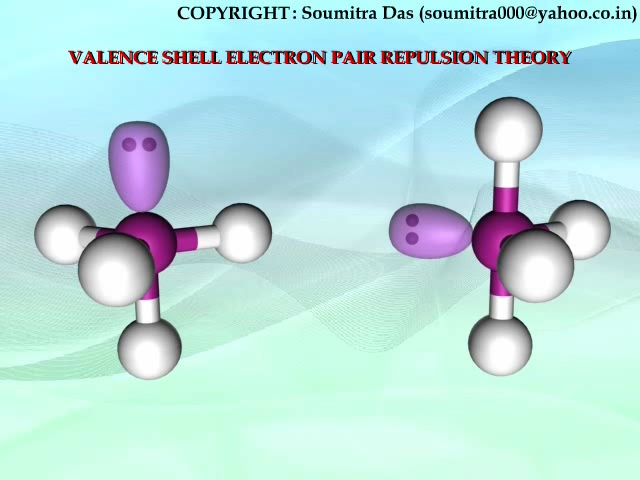 COPYRIGHT : Soumitra Das (soumitra000@yahoo.co.in)
VALENCE SHELL ELECTRON PAIR REPULSION THEORY